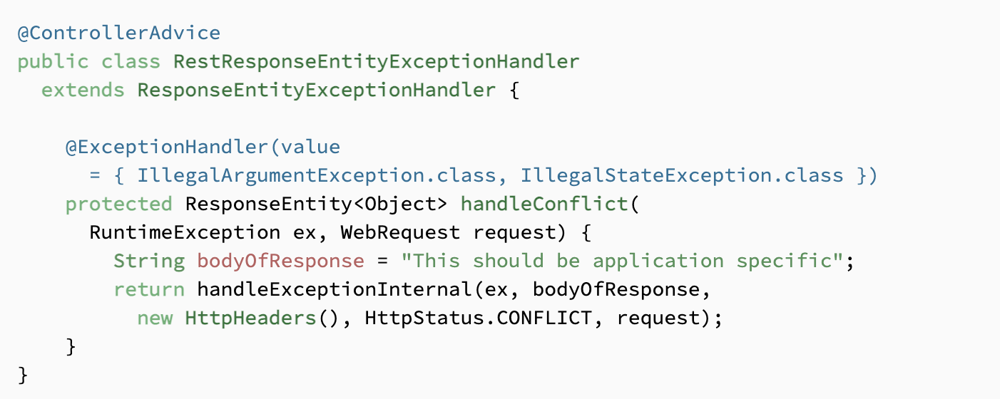 @ControllerAdvice
public class RestResponseEntityExceptionHandler
  extends ResponseEntityExceptionHandler {

    @ExceptionHandler(value
      = { IllegalArgumentException.class, IllegalStateException.class })
    protected ResponseEntity<Object> handleConflict(
      RuntimeException ex, WebRequest request) {
        String bodyOfResponse = "This should be application specific";
        return handleExceptionInternal(ex, bodyOfResponse,
          new HttpHeaders(), HttpStatus.CONFLICT, request);
    }
}